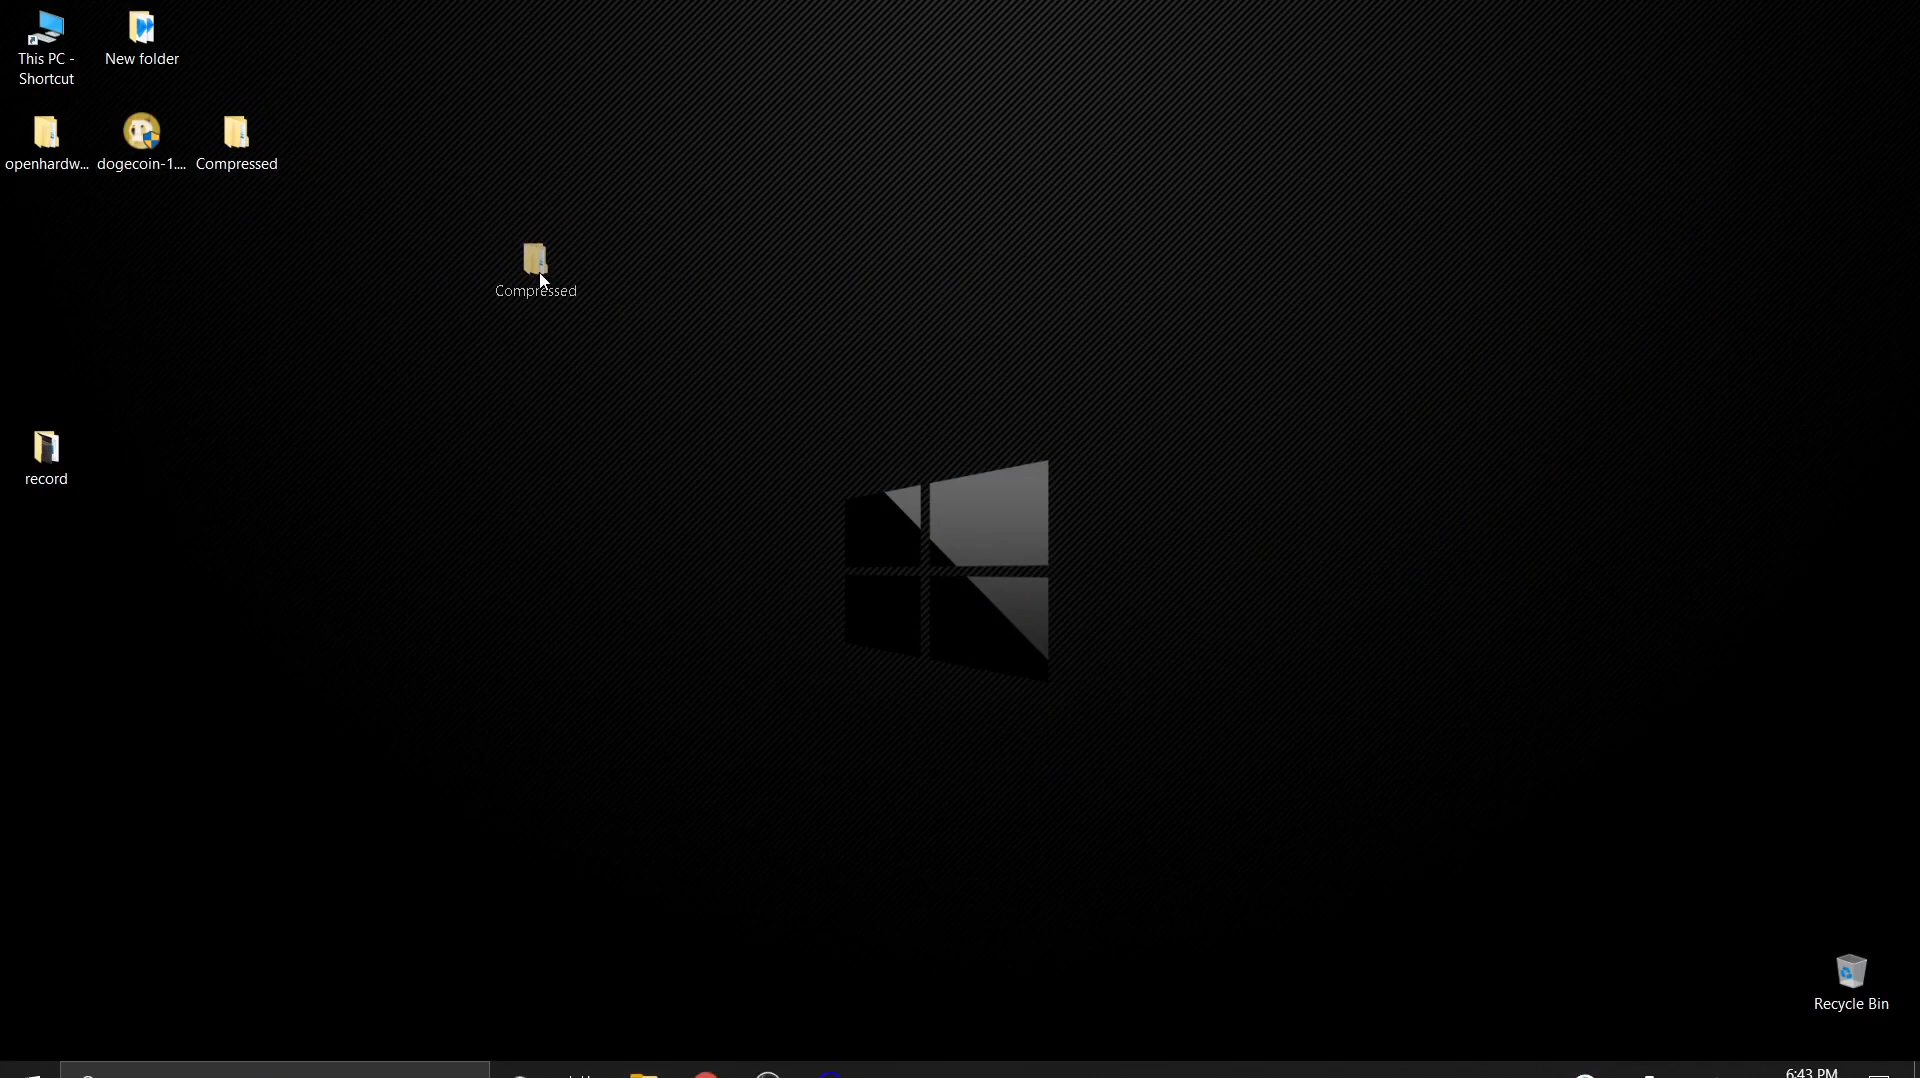 This PC -
Shortcut
New folder
openhardw...
dogecoin-1....
Compressed
Compressed
record
Recycle Bin
6:43 PM